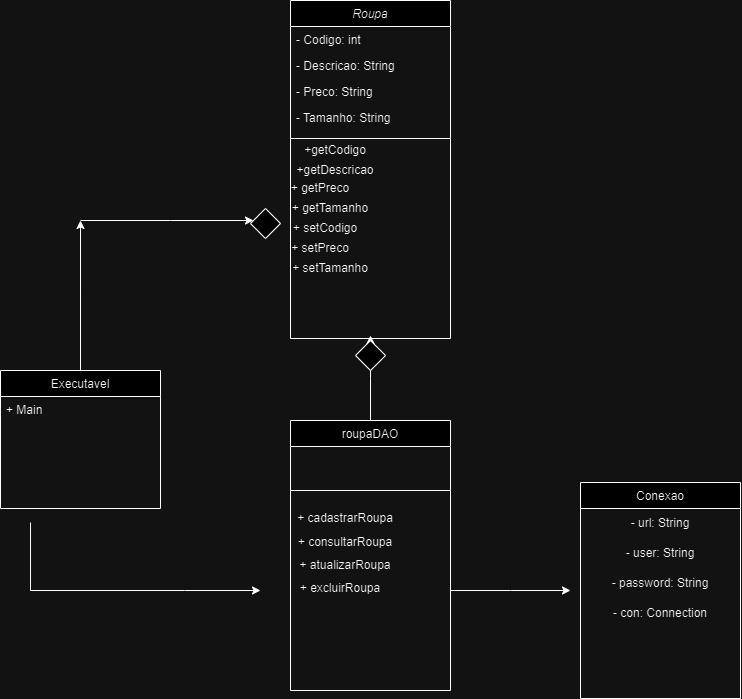 Roupa
- Codigo: int
- Descricao: String
- Preco: String
- Tamanho: String
+getCodigo
+getDescricao
+ getPreco
+ getTamanho
+ setCodigo
+ setPreco
+ setTamanho
Executavel
+ Main
roupaDAO
+ cadastrarRoupa
+ consultarRoupa
+ atualizarRoupa
+ excluirRoupa
Conexao
- url: String
- user: String
- password: String
- con: Connection